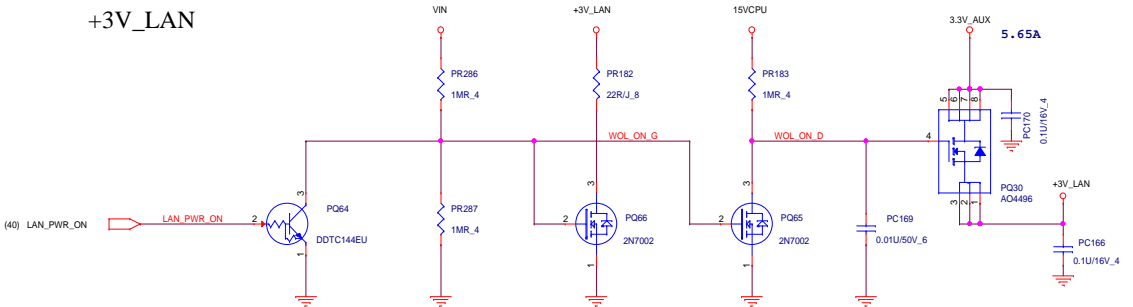 +3V_LAN
VIN
+3V_LAN
15VCPU
3.3V_AUX
5.65A
PR286
1MR_4
PR182
22R/J_8
PR183
1MR_4
5
6
7
8
PC170
0.1U/16V_4
WOL_ON_G
WOL_ON_D
4
3
PQ64
DDTC144EU
(40) LAN_PWR_ON
LAN_PWR_ON
2
1
PR287
1MR_4
3
2
PQ66
2N7002
1
3
2
PQ65
2N7002
1
PC169
0.01U/50V_6
PQ30
AO4496
3
2
1
+3V_LAN
PC166
0.1U/16V_4